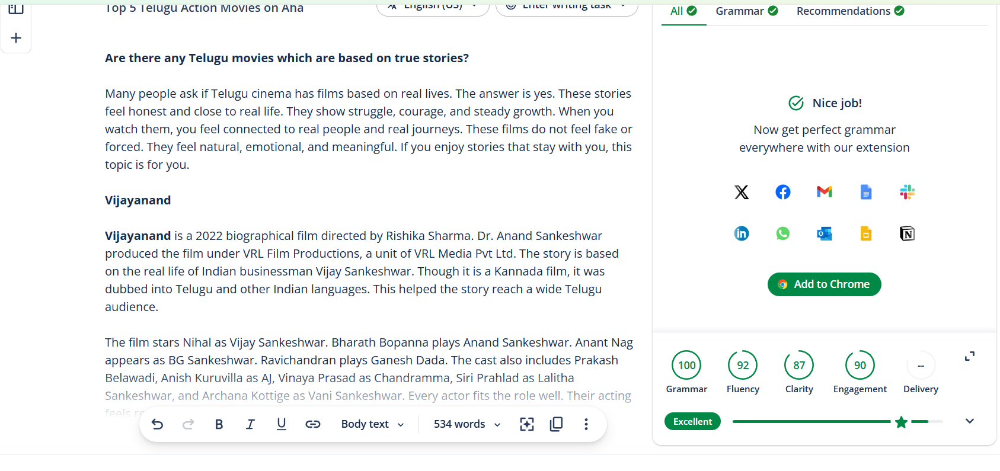 Top 5 Telugu Action Movies on Aha
English (US)
Enter writing task
All
Grammar
Recommendations
Are there any Telugu movies which are based on true stories?
Many people ask if Telugu cinema has films based on real lives. The answer is yes. These stories
feel honest and close to real life. They show struggle, courage, and steady growth. When you
watch them, you feel connected to real people and real journeys. These films do not feel fake or
forced. They feel natural, emotional, and meaningful. If you enjoy stories that stay with you, this
topic is for you.
Vijayanand
Vijayanand is a 2022 biographical film directed by Rishika Sharma. Dr. Anand Sankeshwar
produced the film under VRL Film Productions, a unit of VRL Media Pvt Ltd. The story is based
on the real life of Indian businessman Vijay Sankeshwar. Though it is a Kannada film, it was
dubbed into Telugu and other Indian languages. This helped the story reach a wide Telugu
audience.
The film stars Nihal as Vijay Sankeshwar. Bharath Bopanna plays Anand Sankeshwar. Anant Nag
appears as BG Sankeshwar. Ravichandran plays Ganesh Dada. The cast also includes Prakash
Belawadi, Anish Kuruvilla as AJ, Vinaya Prasad as Chandramma, Siri Prahlad as Lalitha
Sankeshwar, and Archana Kottige as Vani Sankeshwar. Every actor fits the role well. Their acting
feels
B I U
Body text
534 words
Nice job!
Now get perfect grammar
everywhere with our extension
Add to Chrome
100 92 87 90 --
Grammar Fluency Clarity Engagement Delivery
Excellent